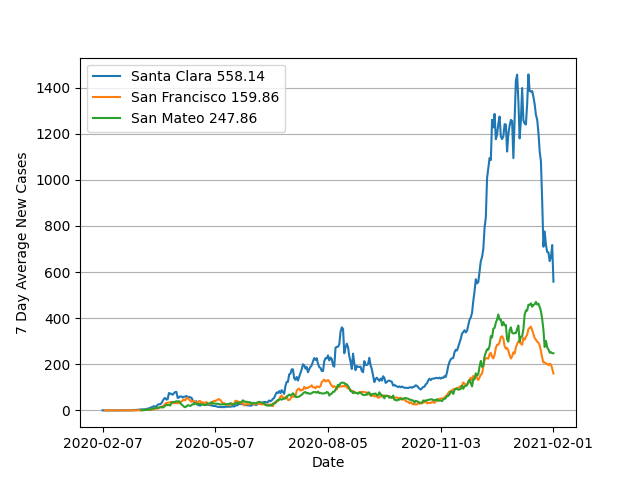 Santa Clara 558.14
San Francisco 159.86
San Mateo 247.86
1400
1200
1000
800
600
400
200
0
7 Day Average New Cases
2020-02-07 2020-05-07 2020-08-05 2020-11-03 2021-02-01
Date